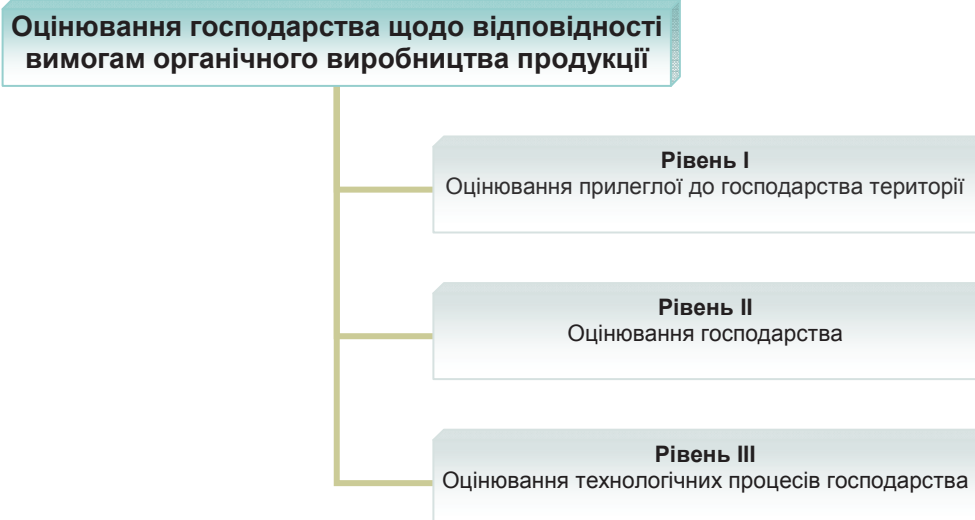 Оцінювання господарства щодо відповідності
вимогам органічного виробництва продукції
Рівень I
Оцінювання прилеглої до господарства території
Рівень II
Оцінювання господарства
Рівень III
Оцінювання технологічних процесів господарства